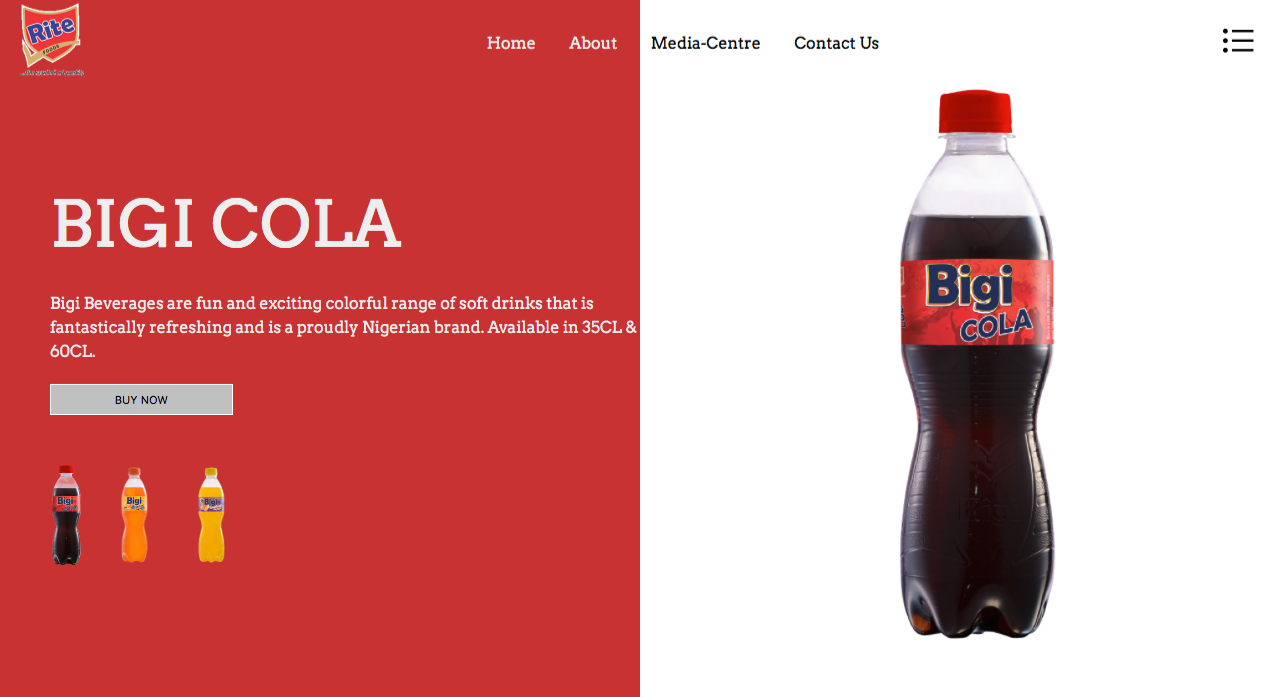 Rite
FOODS
Home About Media-Centre Contact Us
BIGI COLA
Bigi Beverages are fun and exciting colorful range of soft drinks that is
fantastically refreshing and is a proudly Nigerian brand. Available in 35CL &
60CL.
BUY NOW
Bigi Bigi Bigi
Bigi
COLA